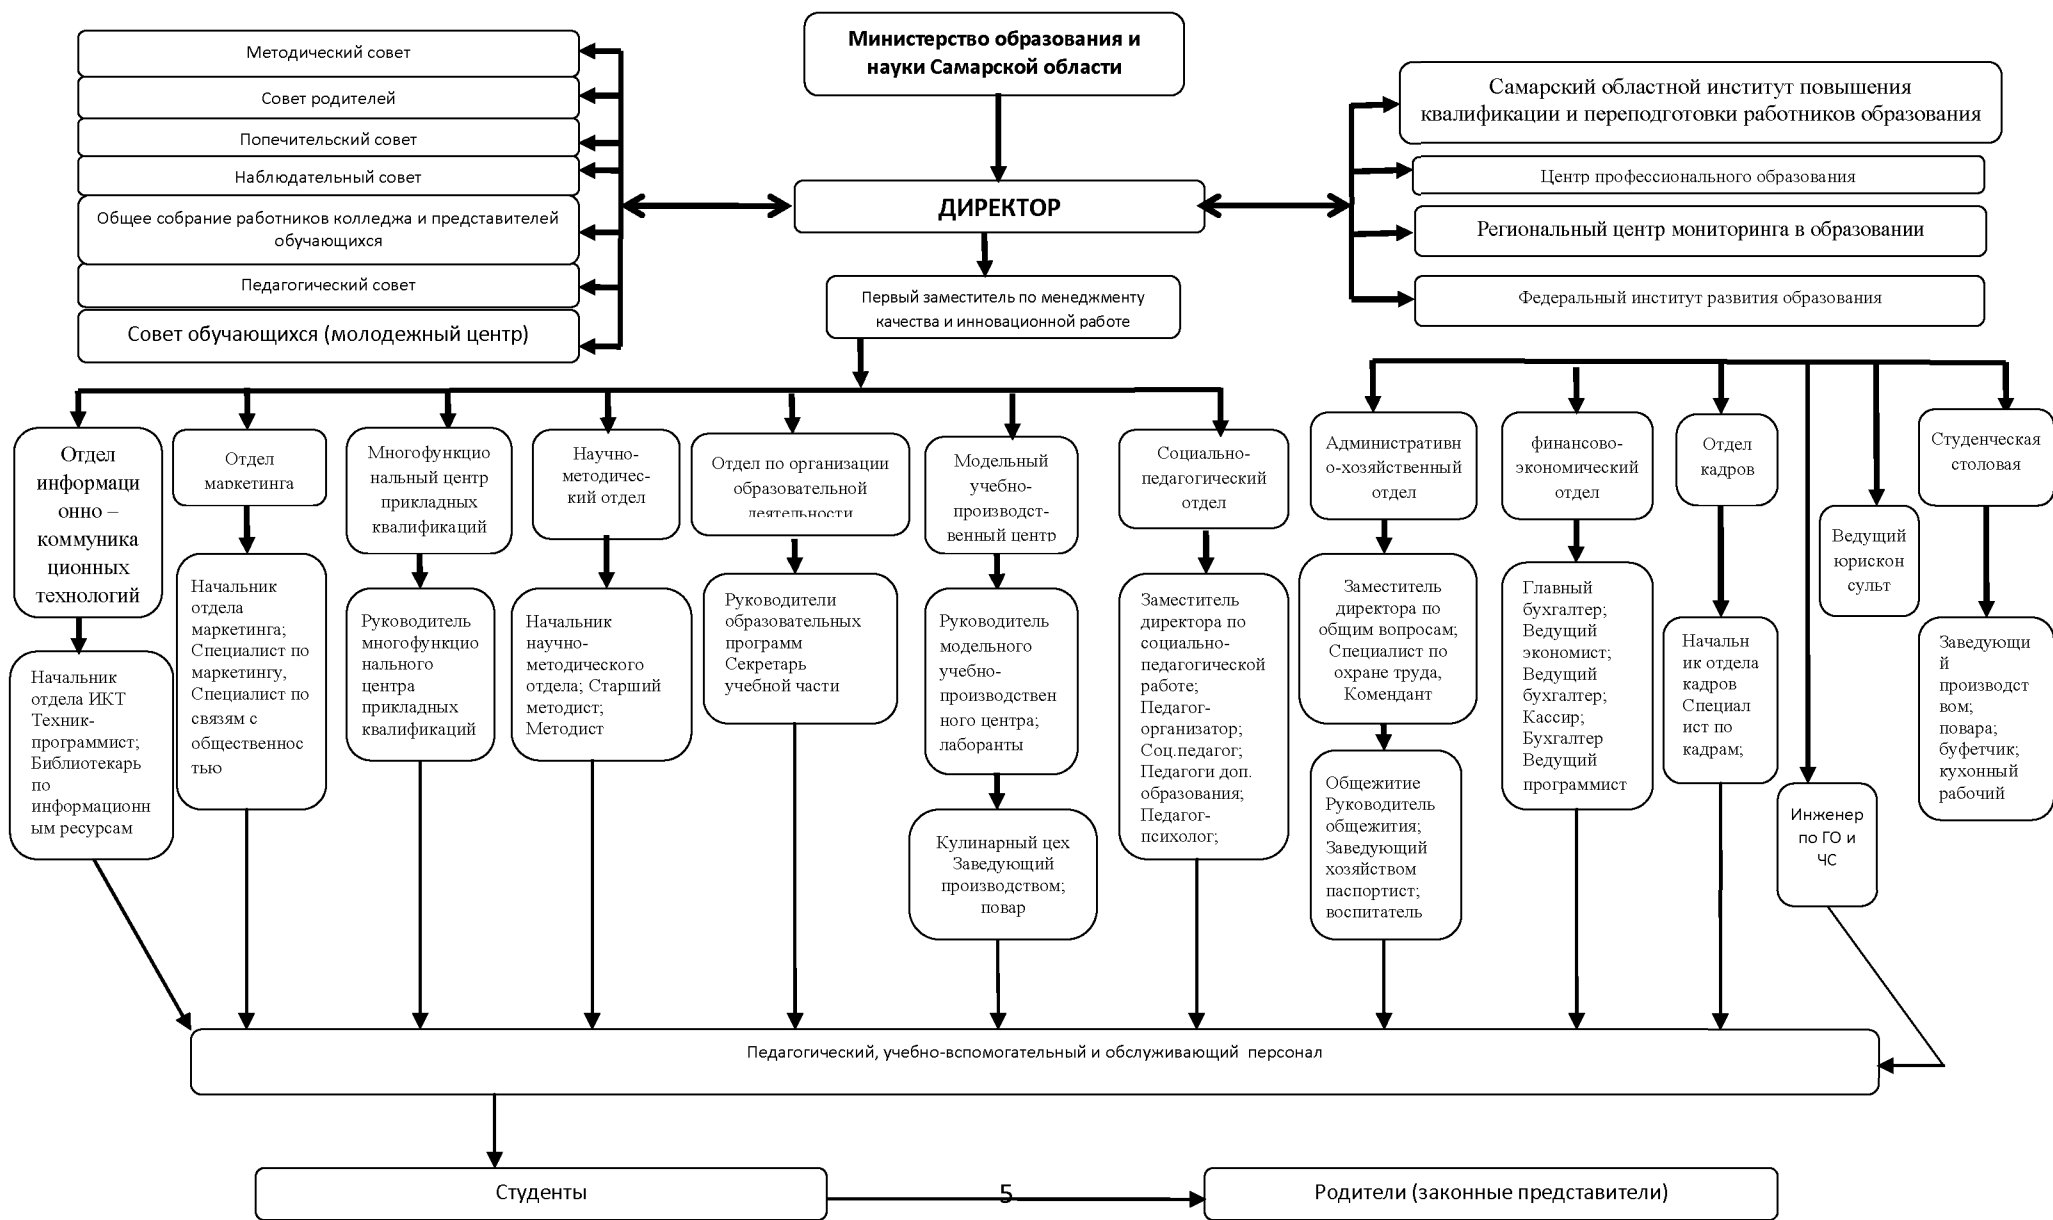 Министерство образования и
науки Самарской области
Методический совет
Совет родителей
Попечительский совет
Наблюдательный совет
Общее собрание работников колледжа и представителей
обучающихся
Педагогический совет
Совет обучающихся (молодежный центр)
ДИРЕКТОР
Первый заместитель по менеджменту
качества и инновационной работе
Самарский областной институт повышения
квалификации и переподготовки работников образования
Центр профессионального образования
Региональный центр мониторинга в образовании
Федеральный институт развития образования
Отдел
информаци
онно –
коммуника
ционных
технологий
Отдел
маркетинга
Многофункцио
нальный центр
прикладных
квалификаций
Научно-
методичес-
кий отдел
Отдел по организации
образовательной
деятельности
Модельный
учебно-
производст-
венный центр
Социально-
педагогический
отдел
Административн
о-хозяйственный
отдел
финансово-
экономический
отдел
Отдел
кадров
Студенческая
столовая
Начальник
отдела ИКТ
Техник-
программист;
Библиотекарь
по
информационн
ым ресурсам
Начальник
отдела
маркетинга;
Специалист по
маркетингу,
Специалист по
связям с
общественнос
тью
Руководитель
многофункцио
нального
центра
прикладных
квалификаций
Начальник
научно-
методического
отдела; Старший
методист;
Методист
Руководители
образовательных
программ
Секретарь
учебной части
Руководитель
модельного
учебно-
производствен
ного центра;
лаборанты
Кулинарный цех
Заведующий
производством;
повар
Заместитель
директора по
социально-
педагогической
работе;
Педагог-
организатор;
Соц.педагог;
Педагоги доп.
образования;
Педагог-
психолог;
Заместитель
директора по
общим вопросам;
Специалист по
охране труда,
Комендант
Общежитие
Руководитель
общежития;
Заведующий
хозяйством
паспортист;
воспитатель
Главный
бухгалтер;
Ведущий
экономист;
Ведущий
бухгалтер;
Кассир;
Бухгалтер
Ведущий
программист
Начальн
ик отдела
кадров
Специал
ист по
кадрам;
Инженер
по ГО и
ЧС
Ведущий
юрискон
сульт
Заведующи
й
производст
вом;
повара;
буфетчик;
кухонный
рабочий
Педагогический, учебно-вспомогательный и обслуживающий персонал
Студенты
5
Родители (законные представители)